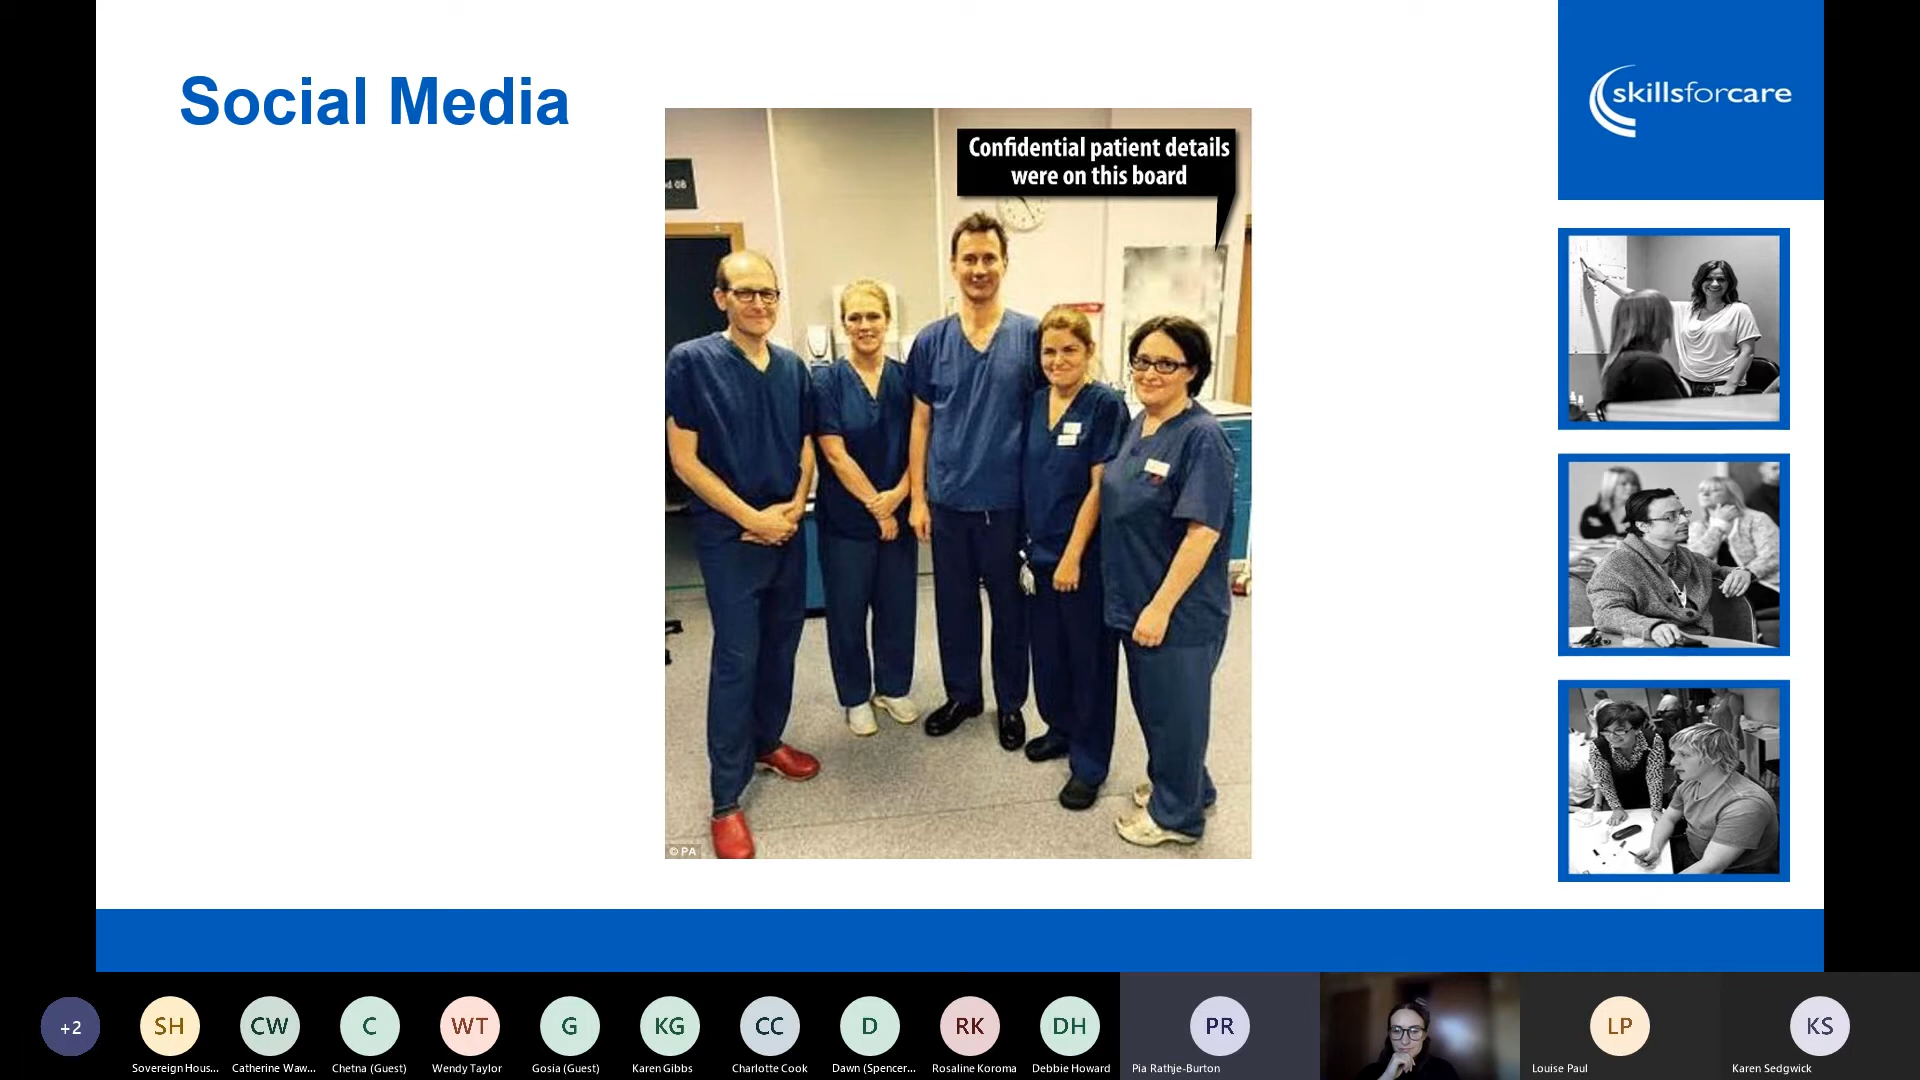 Social Media
skillsforcare
Confidential patient details
were on this board
d 08
© PA
+2
SH
CW
C
WT
G
KG
CC
D
RK
DH
PR
LP
KS
Sovereign Hous...
Catherine Waw...
Chetna (Guest)
Wendy Taylor
Gosia (Guest)
Karen Gibbs
Charlotte Cook
Dawn (Spencer...
Rosaline Koroma
Debbie Howard
Pia Rathje-Burton
Louise Paul
Karen Sedgwick